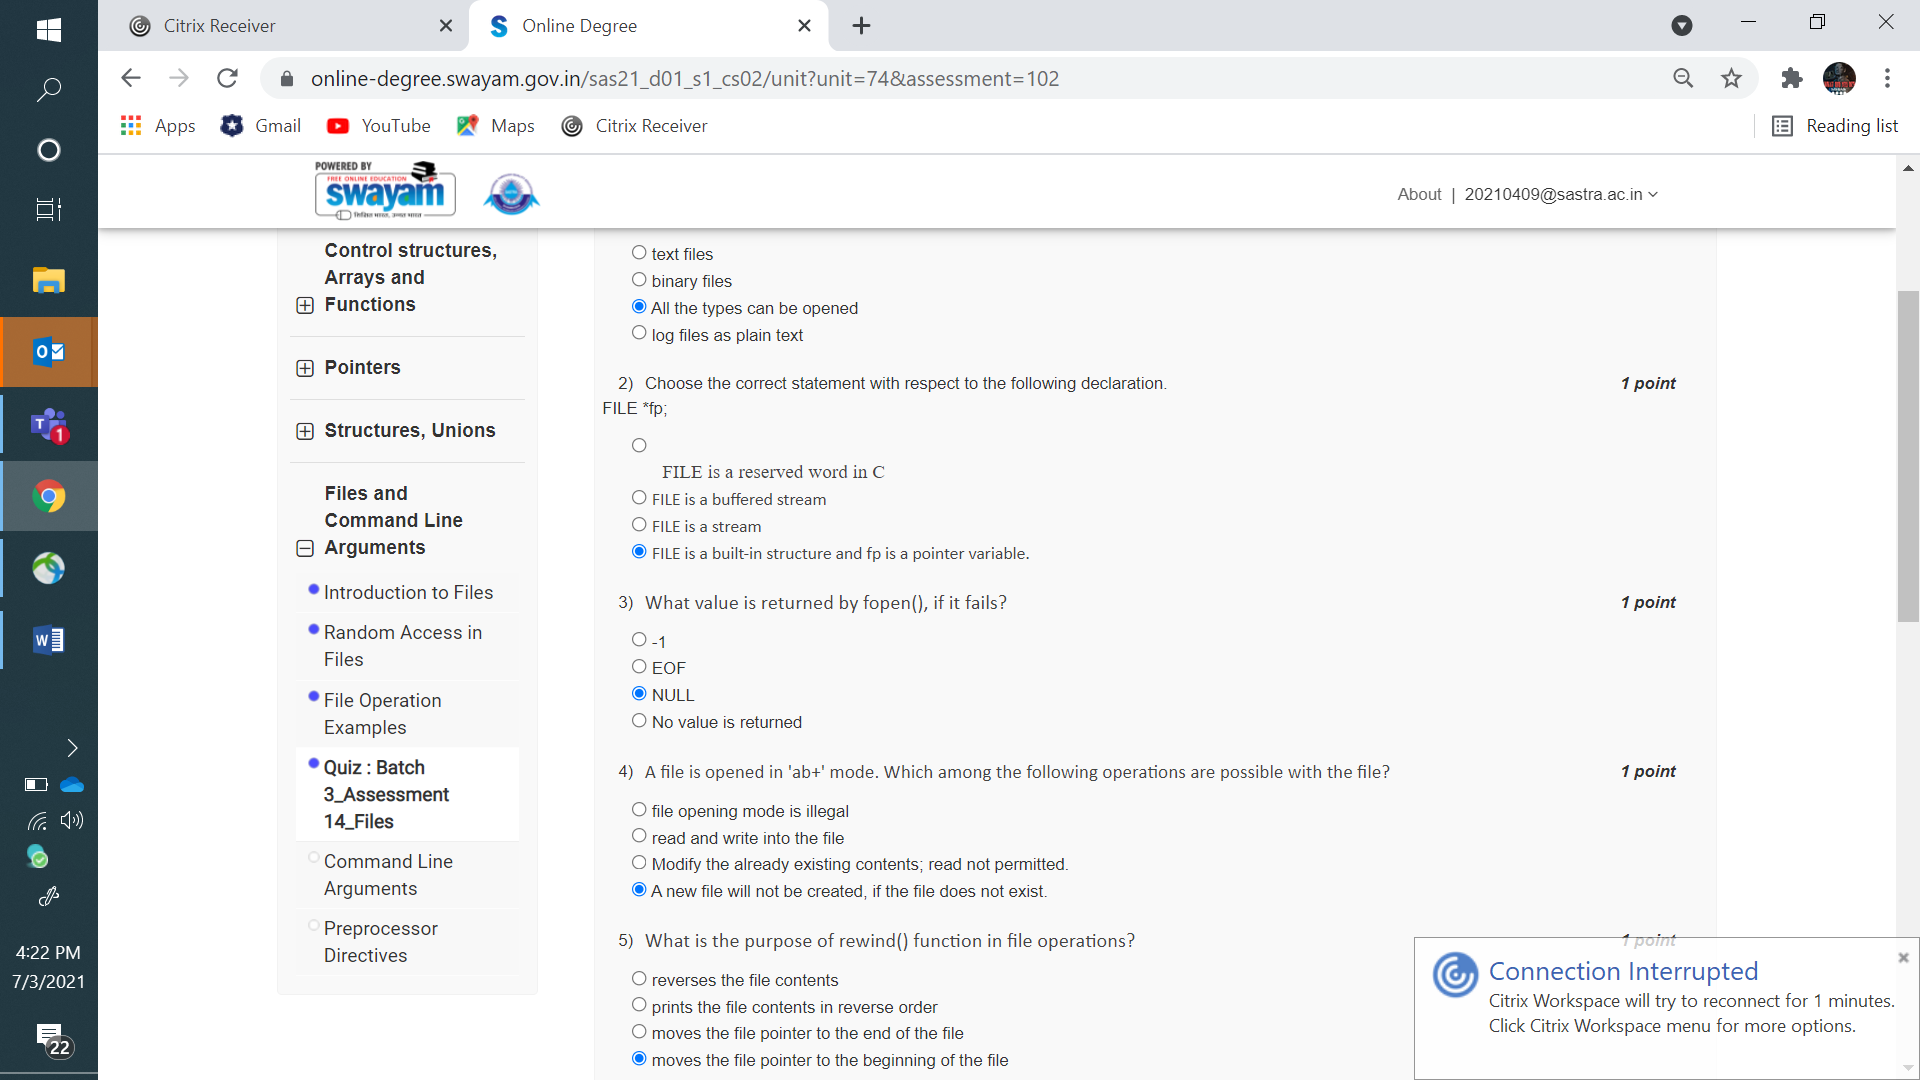 Citrix Receiver
Online Degree
online-degree.swayam.gov.in/sas21_d01_s1_cs02/unit?unit=74&assessment=102
Apps
Gmail
YouTube
Maps
Citrix Receiver
Reading list
POWERED BY
FREE ONLINE EDUCATION
swayam
About | 20210409@sastra.ac.in
Control structures,
Arrays and
Functions
Pointers
Structures, Unions
Files and
Command Line
Arguments
Introduction to Files
Random Access in
Files
File Operation
Examples
Quiz : Batch
3_Assessment
14_Files
Command Line
Arguments
Preprocessor
Directives
text files
binary files
All the types can be opened
log files as plain text
2) Choose the correct statement with respect to the following declaration. 1 point
FILE *fp;
FILE is a reserved word in C
FILE is a buffered stream
FILE is a stream
FILE is a built-in structure and fp is a pointer variable.
3) What value is returned by fopen(), if it fails? 1 point
-1
EOF
NULL
No value is returned
4) A file is opened in 'ab+' mode. Which among the following operations are possible with the file? 1 point
file opening mode is illegal
read and write into the file
Modify the already existing contents; read not permitted.
A new file will not be created, if the file does not exist.
5) What is the purpose of rewind() function in file operations? 1 point
reverses the file contents
prints the file contents in reverse order
moves the file pointer to the end of the file
moves the file pointer to the beginning of the file
Connection Interrupted
Citrix Workspace will try to reconnect for 1 minutes.
Click Citrix Workspace menu for more options.
1
4:22 PM
7/3/2021
22